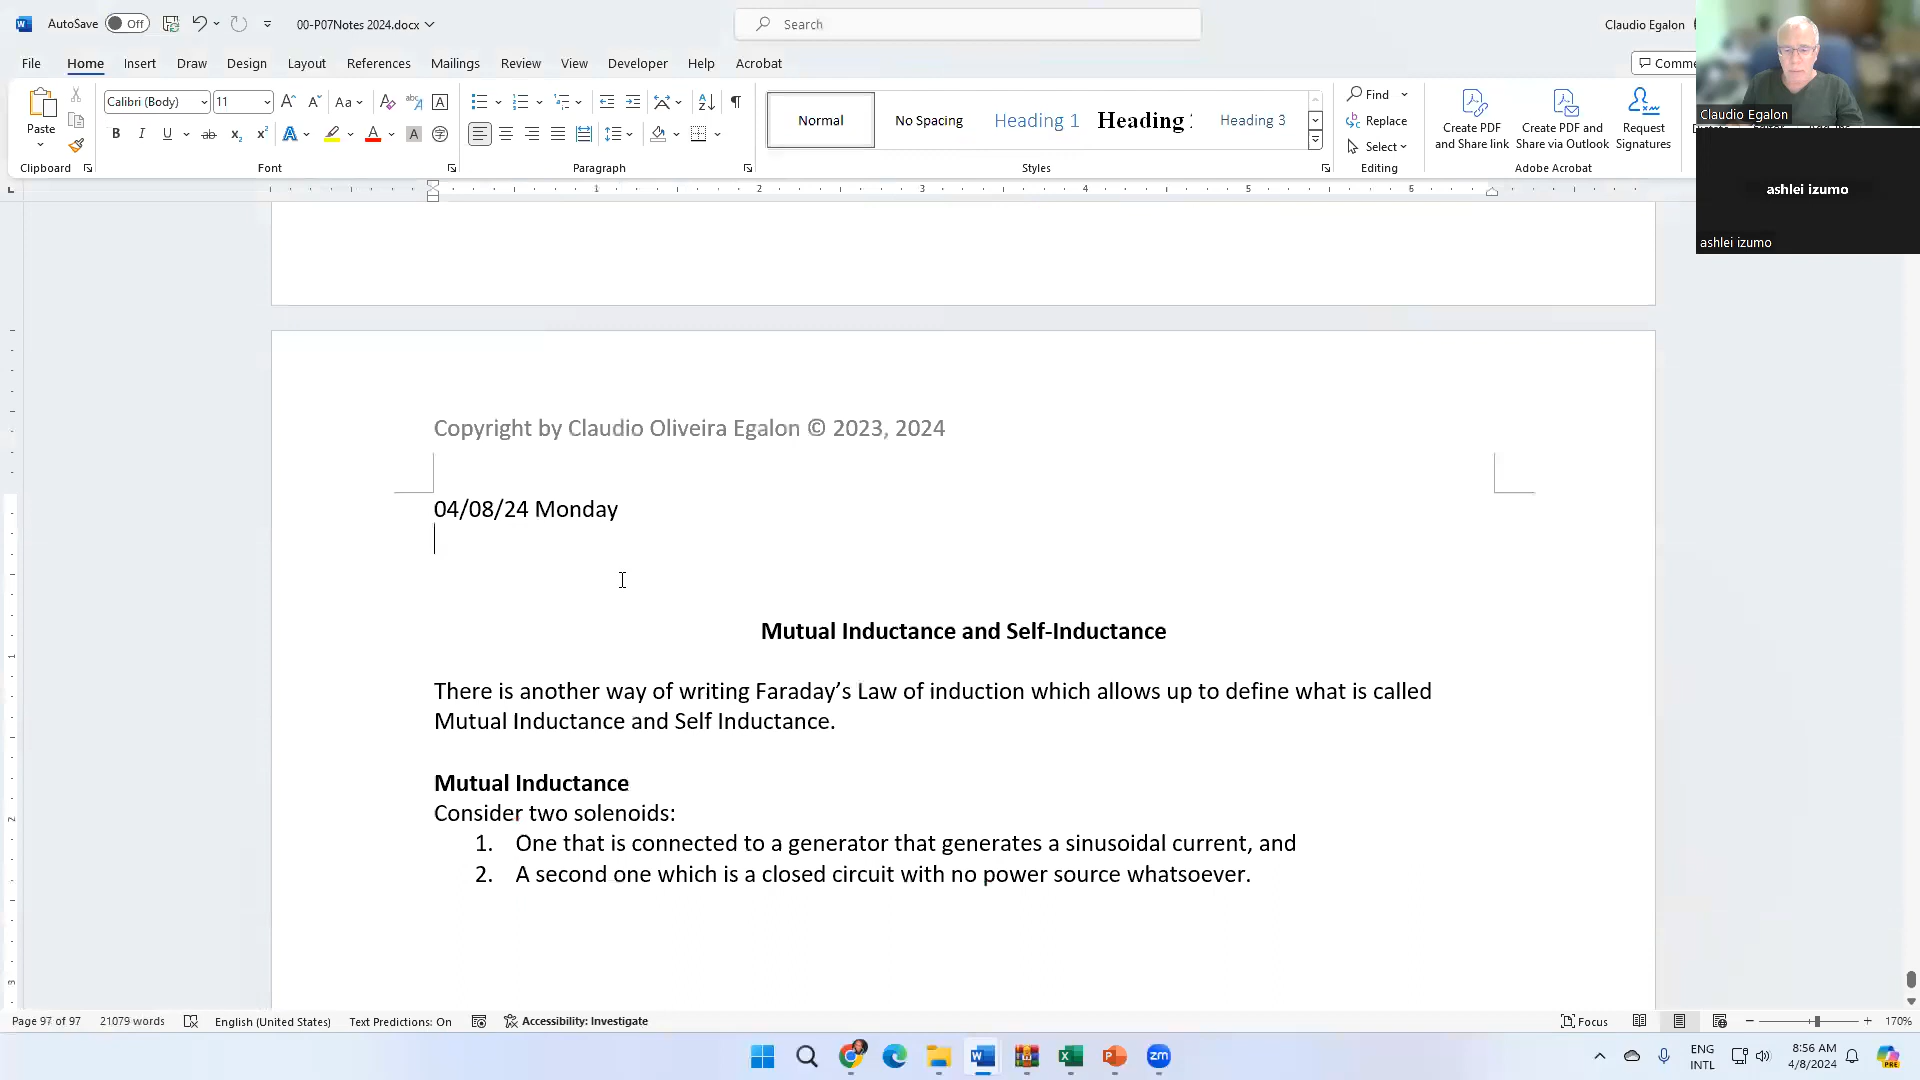 AutoSave Off 00-P07Notes 2024.docx Search Claudio Egalon
File Home Insert Draw Design Layout References Mailings Review View Developer Help Acrobat
Calibri (Body) 11 Aa
Paste
Clipboard Font Paragraph
Normal No Spacing Heading 1 Heading Heading 3
Styles
Find
Replace
Select
Editing
Create PDF and Share link
Create PDF and Share via Outlook
Request Signatures
Adobe Acrobat
Claudio Egalon
ashlei izumo
ashlei izumo
1 2 3 4 5 6
Copyright by Claudio Oliveira Egalon © 2023, 2024
04/08/24 Monday
Mutual Inductance and Self-Inductance
There is another way of writing Faraday’s Law of induction which allows up to define what is called
Mutual Inductance and Self Inductance.
Mutual Inductance
Consider two solenoids:
1. One that is connected to a generator that generates a sinusoidal current, and
2. A second one which is a closed circuit with no power source whatsoever.
Page 97 of 97 21079 words English (United States) Text Predictions: On Accessibility: Investigate Focus 170%
ENG
INTL
8:56 AM
4/8/2024